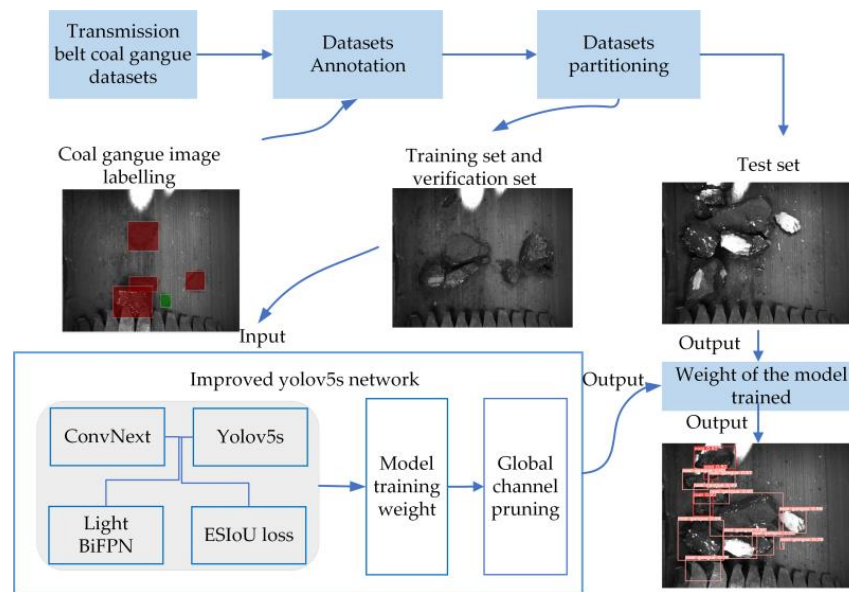 Transmission
belt coal gangue
datasets
Datasets
Annotation
Datasets
partitioning
Coal gangue image
labelling
Training set and
verification set
Test set
Input
Output
Improved yolov5s network
Output
Weight of the model
trained
Output
ConvNext
Yolov5s
Light
BiFPN
ESIoU loss
Model
training
weight
Global
channel
pruning